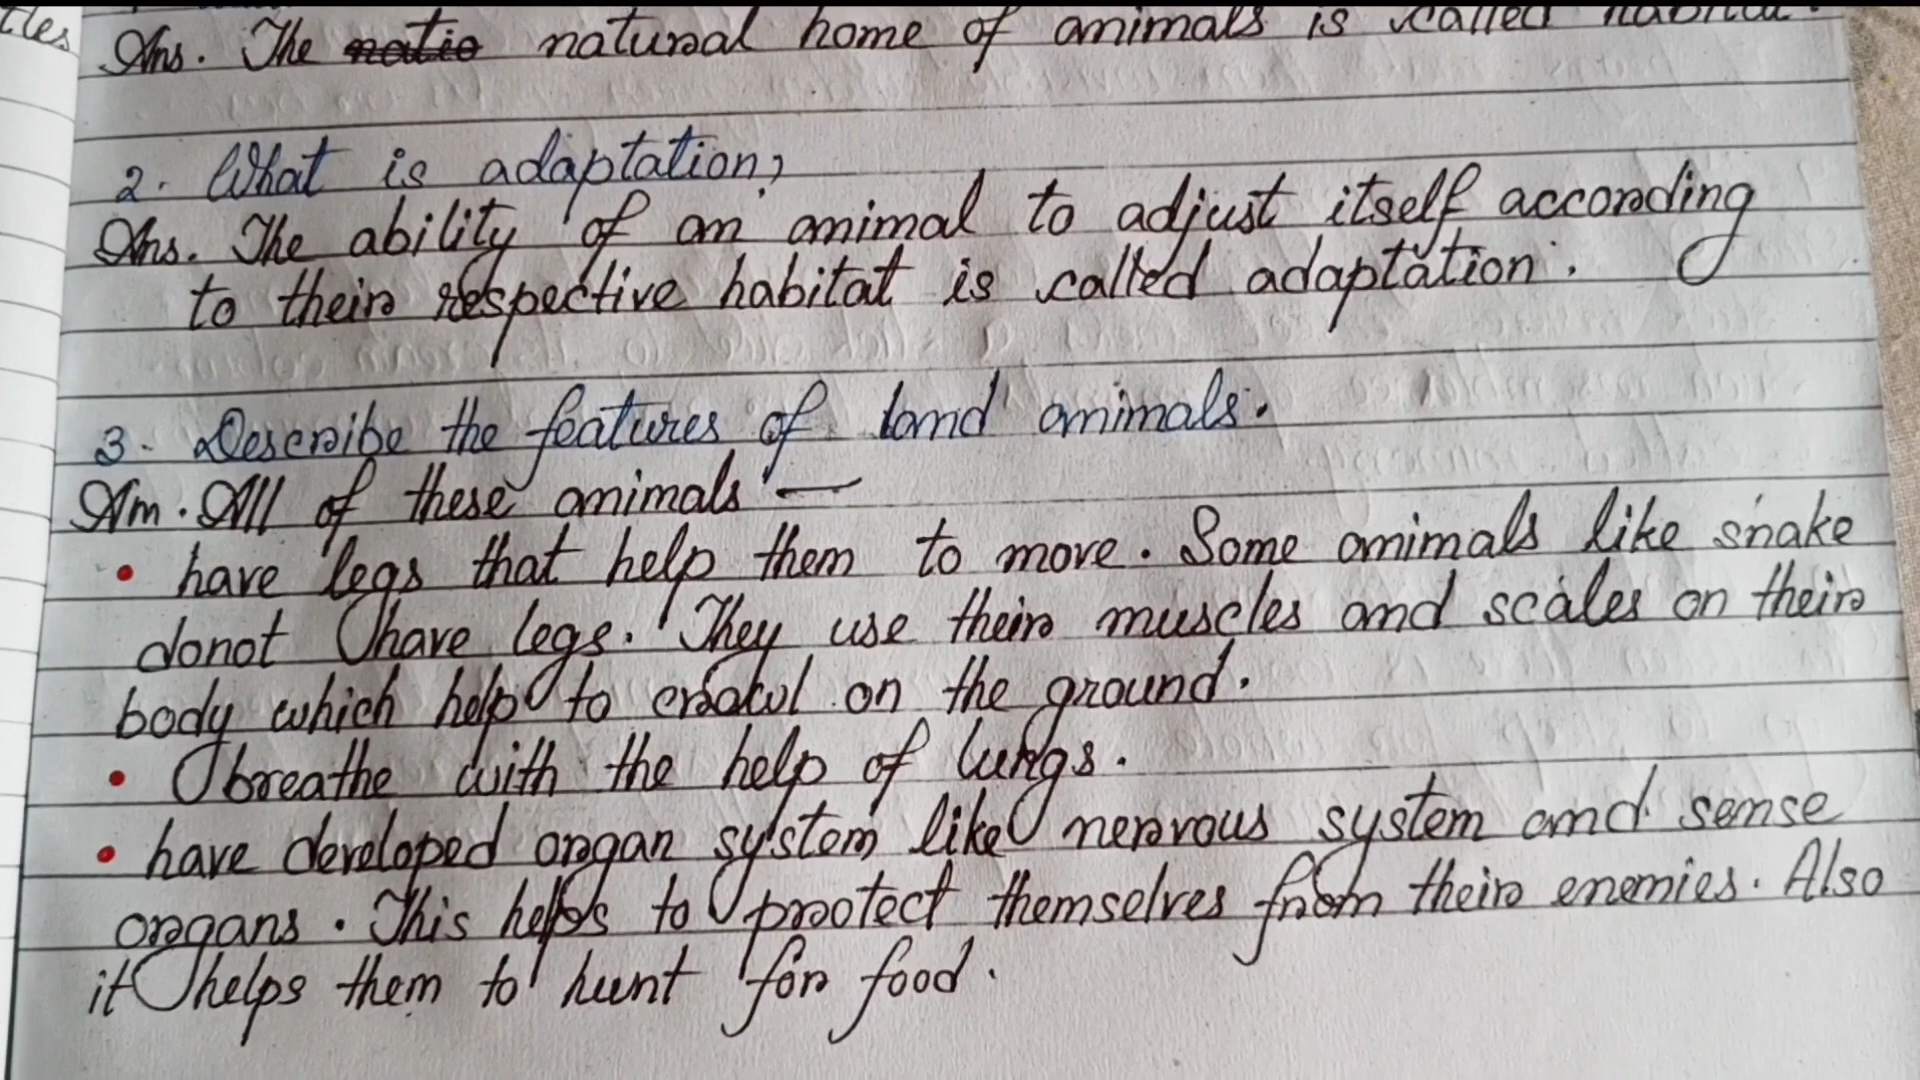 tles
Ans. The natio natural home of animals is called habitat.
2. What is adaptation?
Ans. The ability of an animal to adjust itself according
to their respective habitat is called adaptation.
3. Describe the features of land animals.
Am. All of these animals —
• have legs that help them to move. Some animals like snake
donot have legs. They use their muscles and scales on their
body which help to crawl on the ground.
• breathe with the help of lungs.
• have developed organ system like nervous system and sense
organs. This helps to protect themselves from their enemies. Also
it helps them to hunt for food.